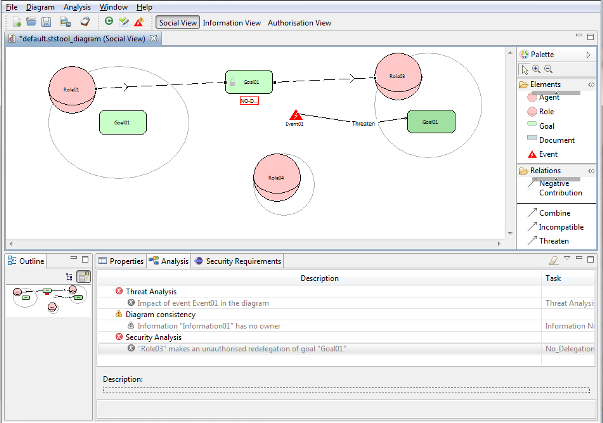 File Diagram Analysis Window Help
Social View Information View Authorisation View
*default.ststool_diagram (Social View)
Palette
Elements
Agent
Role
Goal
Document
Event
Relations
Negative
Contribution
Combine
Incompatible
Threaten
Role01
Goal01
NO-D...
Role03
Goal01
Event01
Threaten
Goal01
Role04
Outline
Properties Analysis Security Requirements
Description Task
Threat Analysis
Impact of event Event01 in the diagram Threat Analysis
Diagram consistency
Information "Information01" has no owner Information N
Security Analysis
"Role03" makes an unauthorised redelegation of goal "Goal01" No_Delegation
Description: